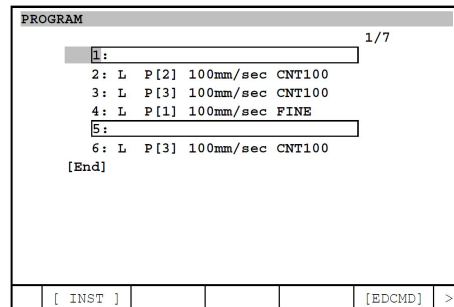 PROGRAM
1/7
1:
2: L P[2] 100mm/sec CNT100
3: L P[3] 100mm/sec CNT100
4: L P[1] 100mm/sec FINE
5:
6: L P[3] 100mm/sec CNT100
[End]
[ INST ] [EDCMD] >